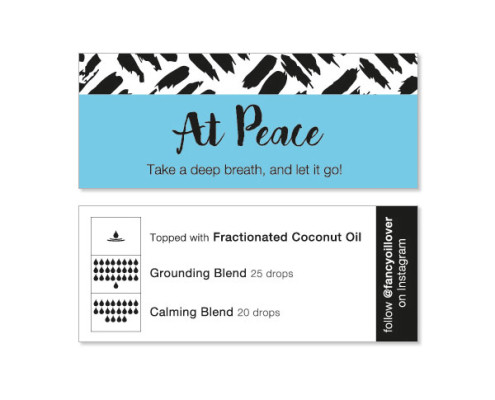 At Peace
Take a deep breath, and let it go!
Topped with Fractionated Coconut Oil
Grounding Blend 25 drops
Calming Blend 20 drops
follow @fancyoillover
on Instagram